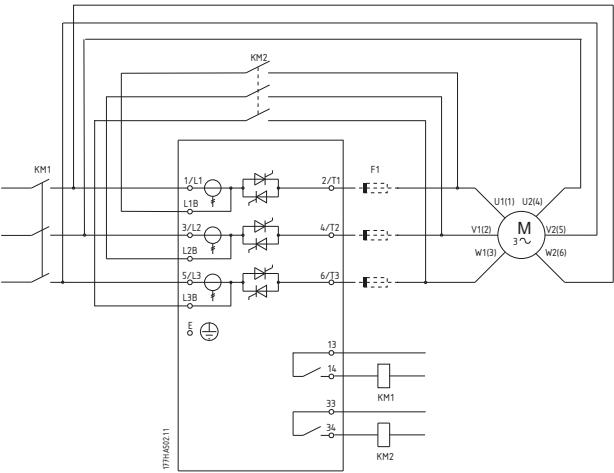 KM2
KM1
1/L1
2/T1
F1
L1B
U1(1)
U2(4)
3/L2
4/T2
V1(2)
M
3~
V2(5)
L2B
W1(3)
W2(6)
5/L3
6/T3
L3B
E
13
14
KM1
33
34
KM2
177HA502.11